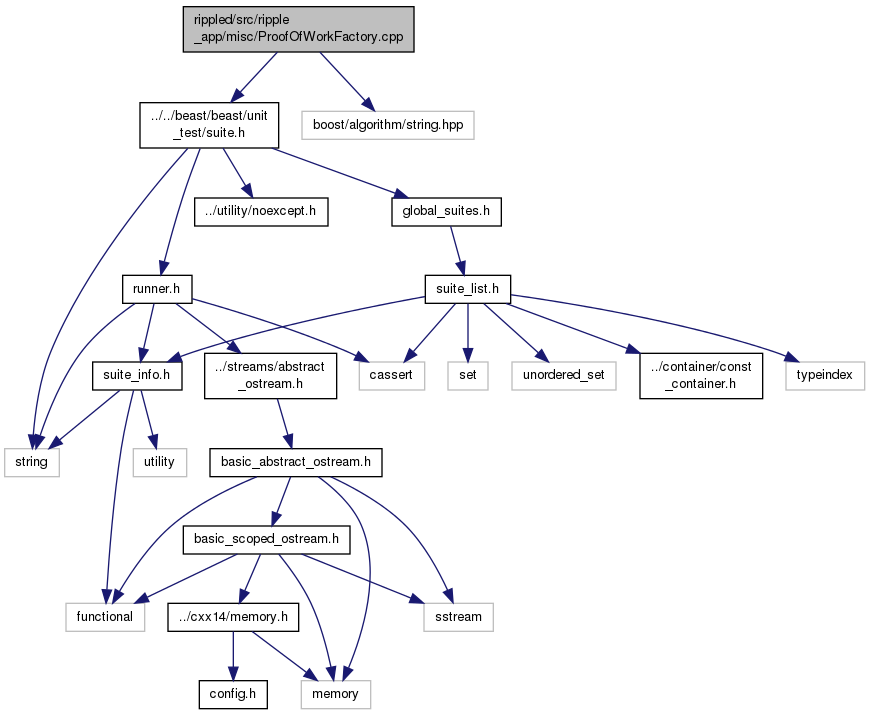 rippled/src/ripple
_app/misc/ProofOfWorkFactory.cpp
../../beast/beast/unit
_test/suite.h
boost/algorithm/string.hpp
../utility/noexcept.h
global_suites.h
runner.h
suite_list.h
suite_info.h
../streams/abstract
_ostream.h
cassert
set
unordered_set
../container/const
_container.h
typeindex
string
utility
basic_abstract_ostream.h
basic_scoped_ostream.h
functional
../cxx14/memory.h
sstream
config.h
memory